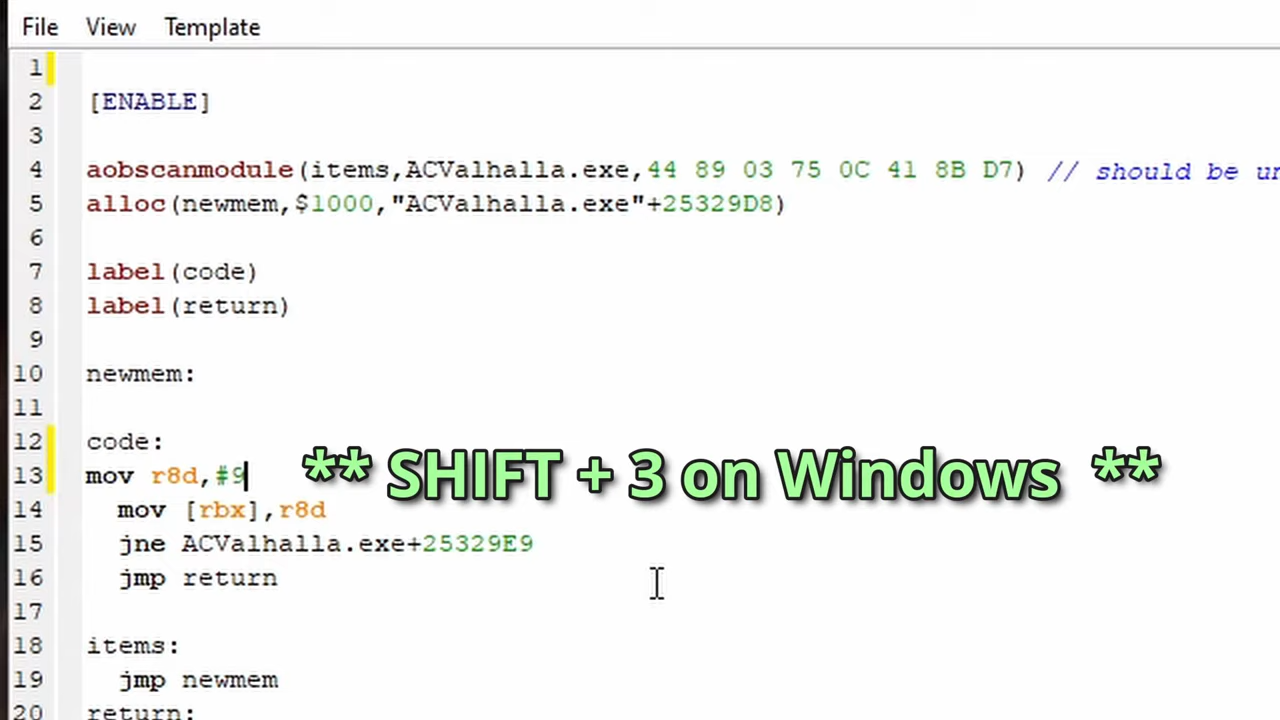 File View Template
1
2 [ENABLE]
3
4 aobscanmodule(items,ACValhalla.exe,44 89 03 75 0C 41 8B D7) // should be
5 alloc(newmem,$1000,"ACValhalla.exe"+25329D8)
6
7 label(code)
8 label(return)
9
10 newmem:
11
12 code:
13 mov r8d,#9 ** SHIFT + 3 on Windows **
14 mov [rbx],r8d
15 jne ACValhalla.exe+25329E9
16 jmp return
17
18 items:
19 jmp newmem
20 return: